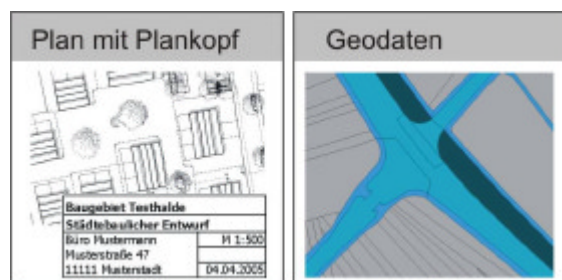 Plan mit Plankopf
Baugebiet Testhalde
Städtebaulicher Entwurf
Büro Mustermann M 1:500
Musterstraße 47
11111 Musterstadt 04.04.2005
Geodaten